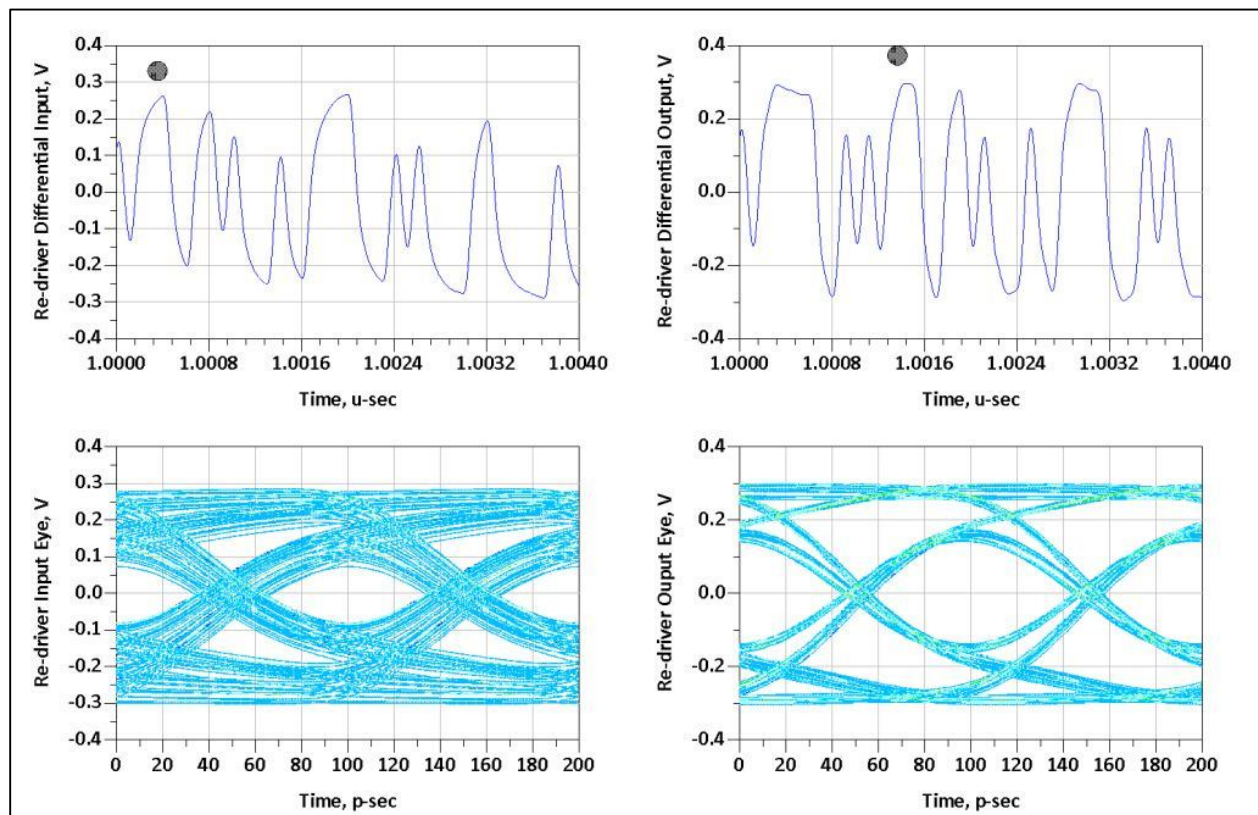 Re-driver Differential Input, V
0.4
0.3
0.2
0.1
0.0
-0.1
-0.2
-0.3
-0.4
1.0000 1.0008 1.0016 1.0024 1.0032 1.0040
Time, u-sec
Re-driver Differential Output, V
0.4
0.2
0.0
-0.2
-0.4
1.0000 1.0008 1.0016 1.0024 1.0032 1.0040
Time, u-sec
Re-driver Input Eye, V
0.4
0.3
0.2
0.1
0.0
-0.1
-0.2
-0.3
-0.4
0 20 40 60 80 100 120 140 160 180 200
Time, p-sec
Re-driver Ouput Eye, V
0.4
0.2
0.0
-0.2
-0.4
0 20 40 60 80 100 120 140 160 180 200
Time, p-sec